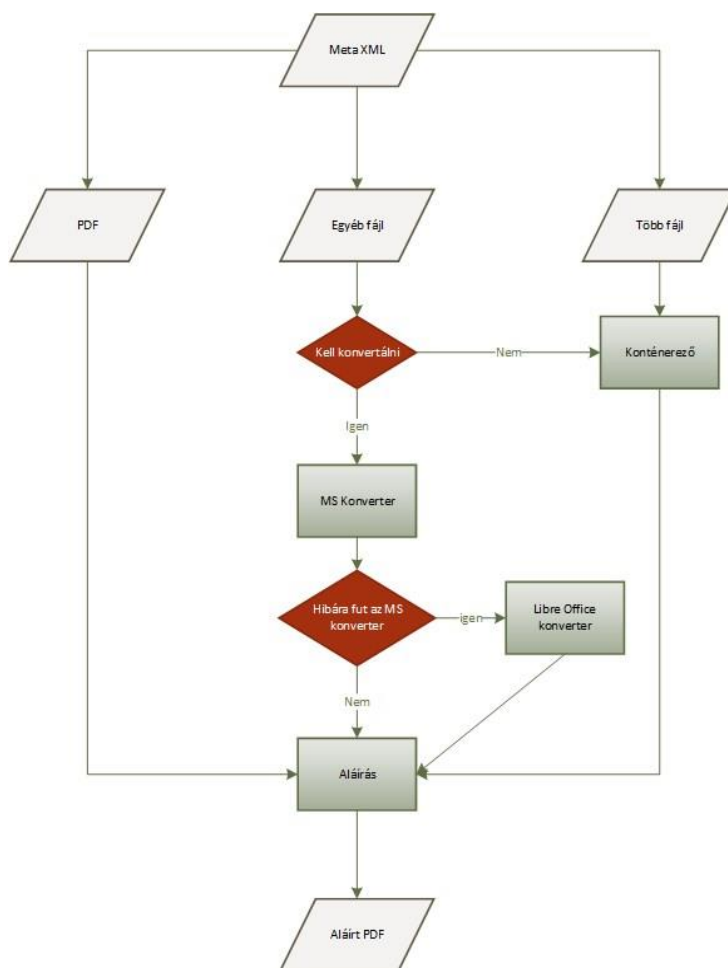 Meta XML
PDF
Egyéb fájl
Több fájl
Kell konvertálni
Nem
Konténerező
Igen
MS Konverter
Hibára fut az MS
konverter
igen
Libre Office
konverter
Nem
Aláírás
Aláírt PDF